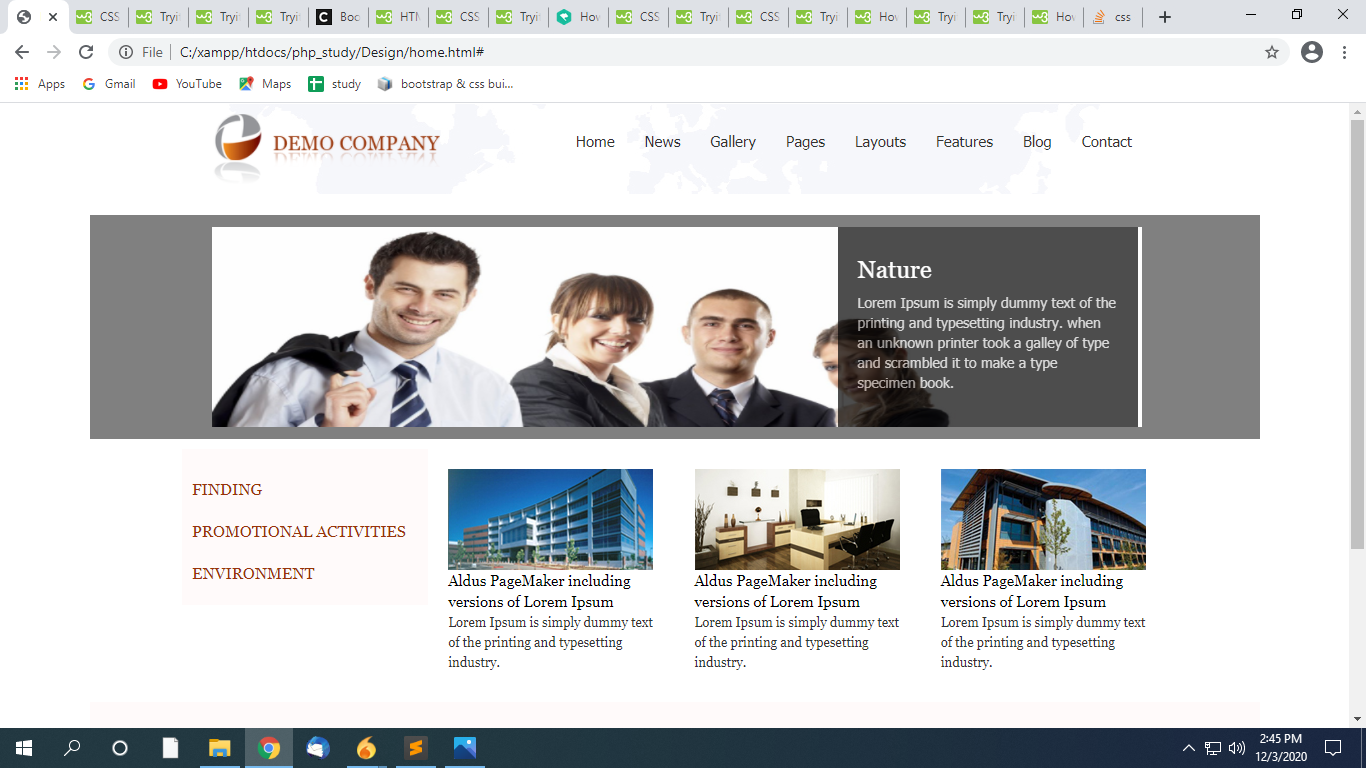 CSS
Tryi
Tryi
Tryi
Boc
HTN
CSS
Tryi
Hov
CSS
Tryi
CSS
Tryi
Hov
Tryi
Tryi
Hov
css
File
C:/xampp/htdocs/php_study/Design/home.html#
Apps
Gmail
YouTube
Maps
study
bootstrap & css bui...
DEMO COMPANY
Home
News
Gallery
Pages
Layouts
Features
Blog
Contact
Nature
Lorem Ipsum is simply dummy text of the
printing and typesetting industry. when
an unknown printer took a galley of type
and scrambled it to make a type
specimen book.
FINDING
PROMOTIONAL ACTIVITIES
ENVIRONMENT
Aldus PageMaker including
versions of Lorem Ipsum
Lorem Ipsum is simply dummy text
of the printing and typesetting
industry.
Aldus PageMaker including
versions of Lorem Ipsum
Lorem Ipsum is simply dummy text
of the printing and typesetting
industry.
Aldus PageMaker including
versions of Lorem Ipsum
Lorem Ipsum is simply dummy text
of the printing and typesetting
industry.
2:45 PM
12/3/2020